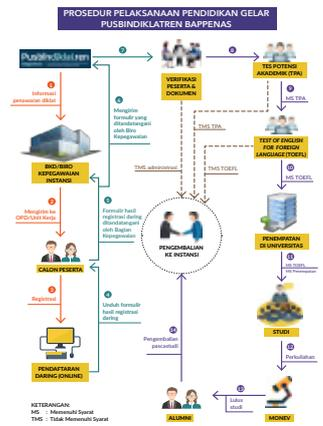 PROSEDUR PELAKSANAAN PENDIDIKAN GELAR
PUSBINDIKLATREN BAPPENAS
Pusbindiklatren
7
8
VERIFIKASI
PESERTA &
DOKUMEN
TES POTENSI
AKADEMIK (TPA)
1
Informasi
penawaran diklat
6
Mengirim
formulir yang
ditandatangani
oleh Biro
Kepegawaian
9
MS TPA
TMS TPA
BKD/BIRO
KEPEGAWAIAN
INSTANSI
TEST OF ENGLISH
FOR FOREIGN
LANGUAGE (TOEFL)
TMS administrasi
TMS TOEFL
10
MS TOEFL
2
Mengirim ke
OPD/Unit Kerja
5
Formulir hasil
registrasi daring
ditandatangani
oleh Bagian
Kepegawaian
PENGEMBALIAN
KE INSTANSI
PENEMPATAN
DI UNIVERSITAS
CALON PESERTA
11
MS TOEFL
MS Penempatan
3
Registrasi
4
Unduh formulir
hasil registrasi
daring
STUDI
14
Pengembalian
pascastudi
12
Perkuliahan
PENDAFTARAN
DARING (ONLINE)
13
Lulus
studi
ALUMNI
MONEV
KETERANGAN:
MS : Memenuhi Syarat
TMS : Tidak Memenuhi Syarat